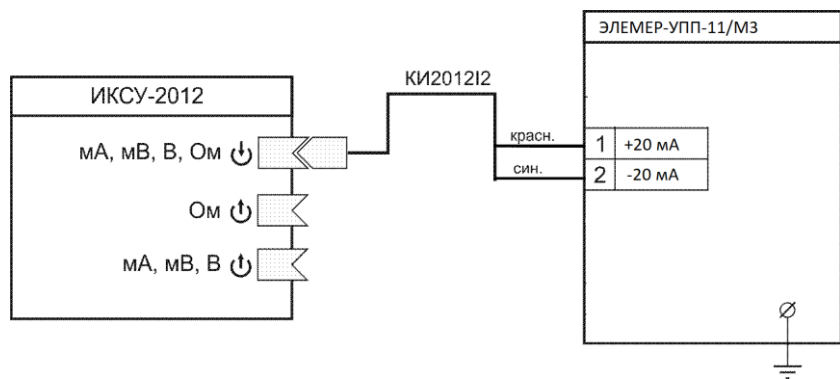 ЭЛЕМЕР-УПП-11/М3
КИ2012I2
ИКСУ-2012
мА, мВ, В, Ом
красн.
1 +20 мА
син.
2 -20 мА
Ом
мА, мВ, В